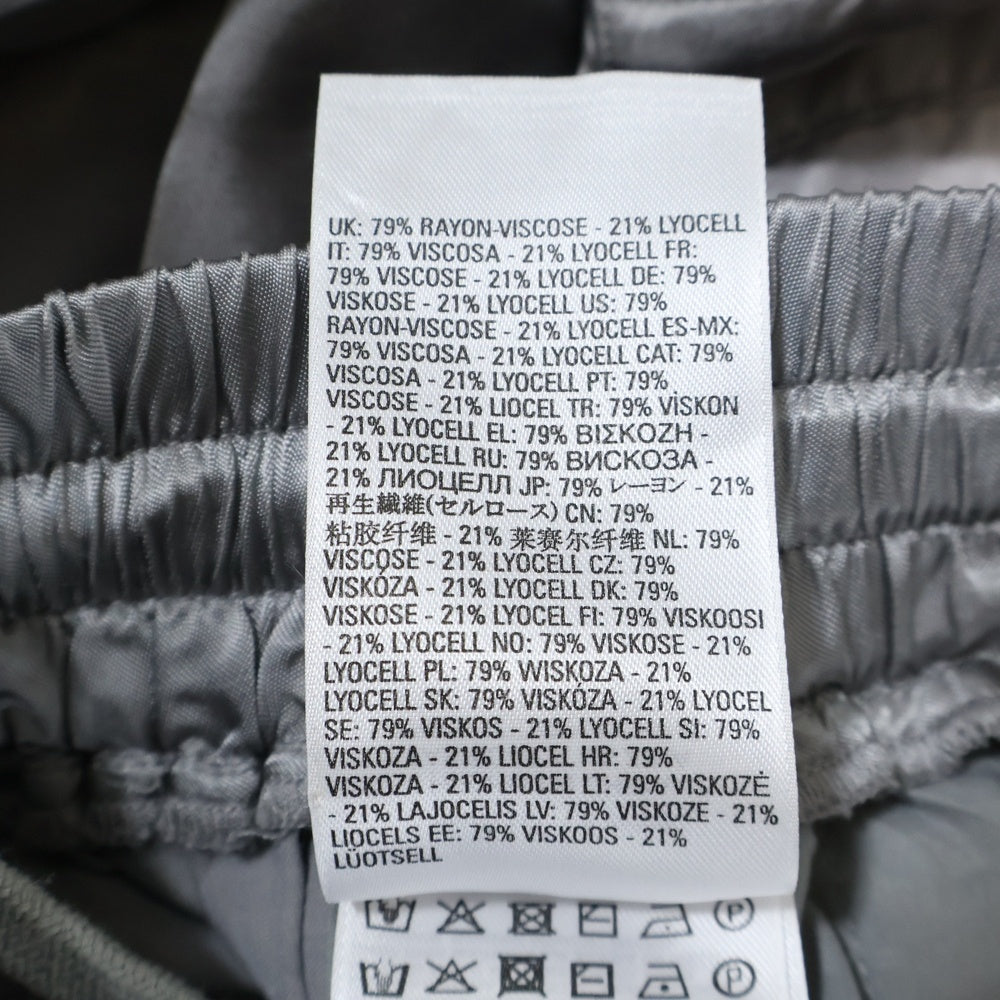 UK: 79% RAYON-VISCOSE - 21% LYOCELL
IT: 79% VISCOSA - 21% LYOCELL FR:
79% VISCOSE - 21% LYOCELL DE: 79%
VISKOSE - 21% LYOCELL US: 79%
RAYON-VISCOSE - 21% LYOCELL ES-MX:
79% VISCOSA - 21% LYOCELL CAT: 79%
VISCOSA - 21% LYOCELL PT: 79%
VISCOSE - 21% LIOCEL TR: 79% VİSKON
- 21% LYOCELL EL: 79% ΒΙΣΚΟΖΗ -
21% LYOCELL RU: 79% ВИСКОЗА -
21% ЛИОЦЕЛЛ JP: 79% レーヨン - 21%
再生繊維(セルロース) CN: 79%
粘胶纤维 - 21% 莱赛尔纤维 NL: 79%
VISCOSE - 21% LYOCELL CZ: 79%
VISKÓZA - 21% LYOCELL DK: 79%
VISKOSE - 21% LYOCEL FI: 79% VISKOOSI
- 21% LYOCELL NO: 79% VISKOSE - 21%
LYOCELL PL: 79% WISKOZA - 21%
LYOCELL SK: 79% VISKÓZA - 21% LYOCEL
SE: 79% VISKOS - 21% LYOCELL SI: 79%
VISKOZA - 21% LIOCEL HR: 79%
VISKOZA - 21% LIOCEL LT: 79% VISKOZĖ
- 21% LAJOCELIS LV: 79% VISKOZE - 21%
LIOCELS EE: 79% VISKOOS - 21%
LÜOTSELL
P
P